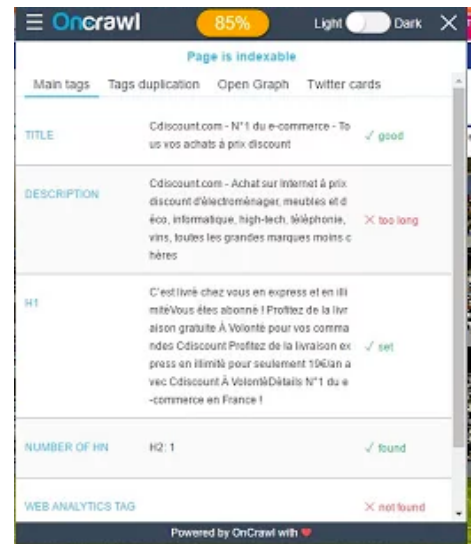 Oncrawl
85%
Light
Dark
Page is indexable
Main tags
Tags duplication
Open Graph
Twitter cards
TITLE
Cdiscount.com - N°1 du e-commerce - To
us vos achats à prix discount
good
DESCRIPTION
Cdiscount.com - Achat sur Internet à prix
discount d'électroménager, meubles et d
éco, informatique, high-tech, téléphonie,
vins, toutes les grandes marques moins c
hères
too long
H1
C'est livré chez vous en express et en illi
mitéVous êtes abonné ! Profitez de la livr
aison gratuite À Volonté pour vos comma
ndes Cdiscount Profitez de la livraison ex
press en illimité pour seulement 19€/an a
vec Cdiscount À VolontéDétails N°1 du e
-commerce en France !
set
NUMBER OF HN
H2: 1
found
WEB ANALYTICS TAG
not found
Powered by OnCrawl with